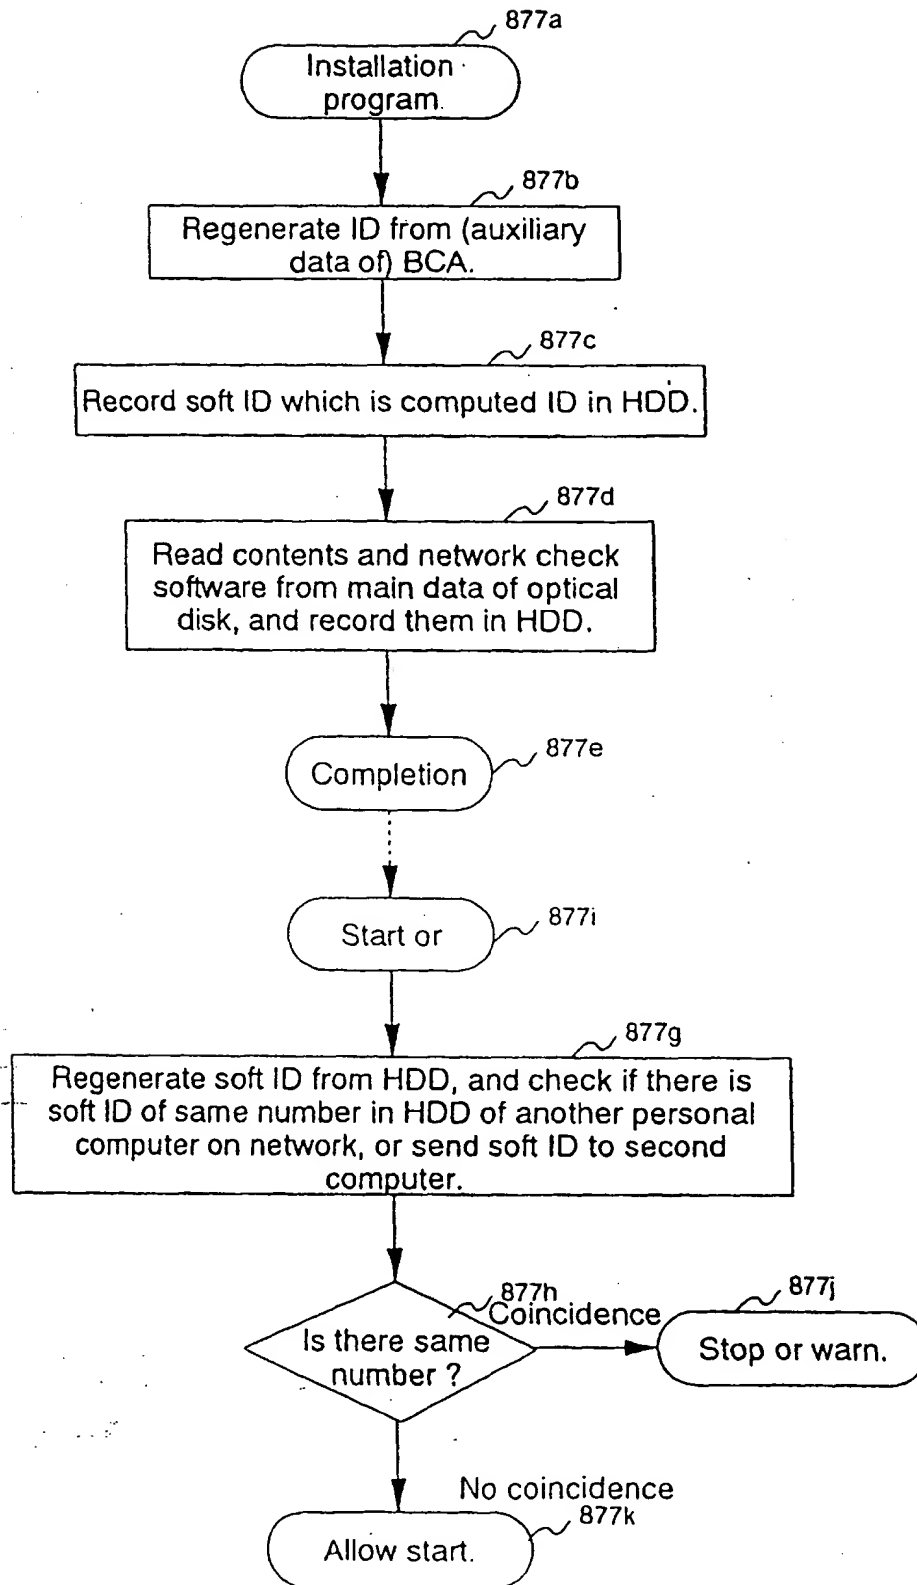 877a
Installation
program.
877b
Regenerate ID from (auxiliary
data of) BCA.
877c
Record soft ID which is computed ID in HDD.
877d
Read contents and network check
software from main data of optical
disk, and record them in HDD.
877e
Completion
877i
Start or
877g
Regenerate soft ID from HDD, and check if there is
soft ID of same number in HDD of another personal
computer on network, or send soft ID to second
computer.
877h
Coincidence
Is there same
number ?
877j
Stop or warn.
No coincidence
877k
Allow start.